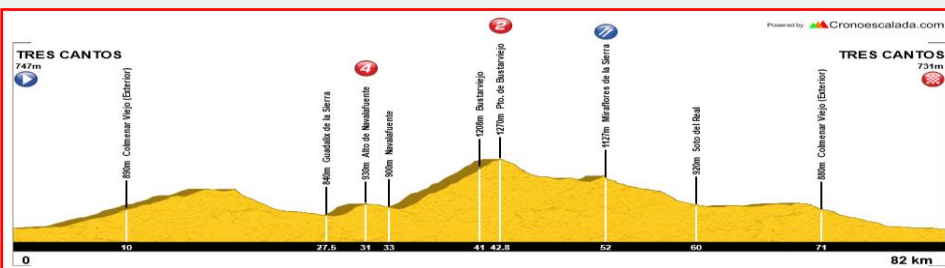 Powered by Cronoescalada.com
TRES CANTOS
747m
TRES CANTOS
731m
890m Colmenar Viejo (Exterior)
840m Guadalix de la Sierra
4
930m Alto de Navalafuente
900m Navalafuente
1208m Bustarviejo
2
1270m Pto. de Bustarviejo
1127m Miraflores de la Sierra
920m Soto del Real
880m Colmenar Viejo (Exterior)
10
27.5
31
33
41
42.8
52
60
71
0
82 km